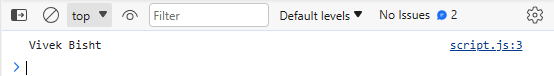 top Filter Default levels No Issues 2
Vivek Bisht script.js:3
>